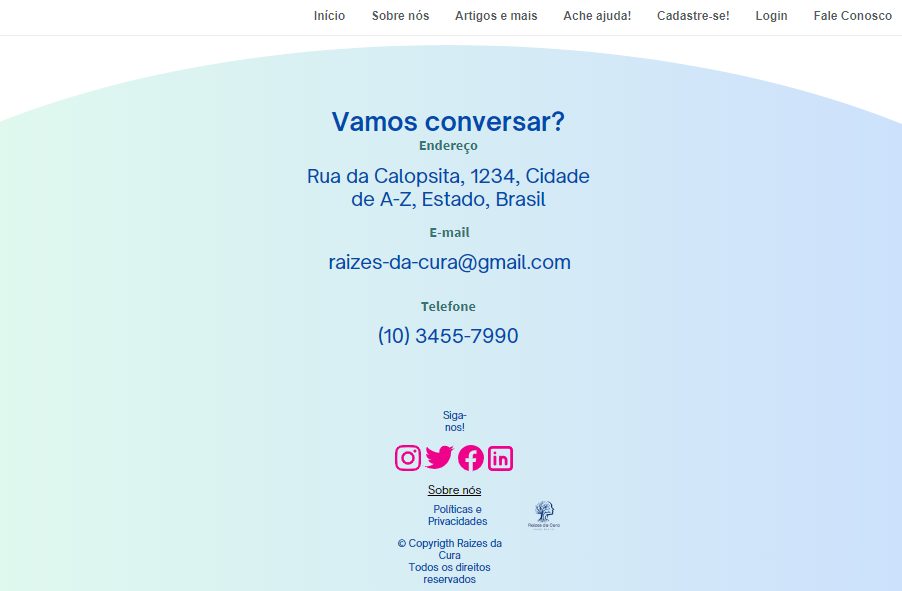 Início Sobre nós Artigos e mais Ache ajuda! Cadastre-se! Login Fale Conosco
Vamos conversar?
Endereço
Rua da Calopsita, 1234, Cidade
de A-Z, Estado, Brasil
E-mail
raizes-da-cura@gmail.com
Telefone
(10) 3455-7990
Siga-
nos!
Sobre nós
Políticas e
Privacidades
Raízes da Cura
© Copyrigth Raizes da
Cura
Todos os direitos
reservados